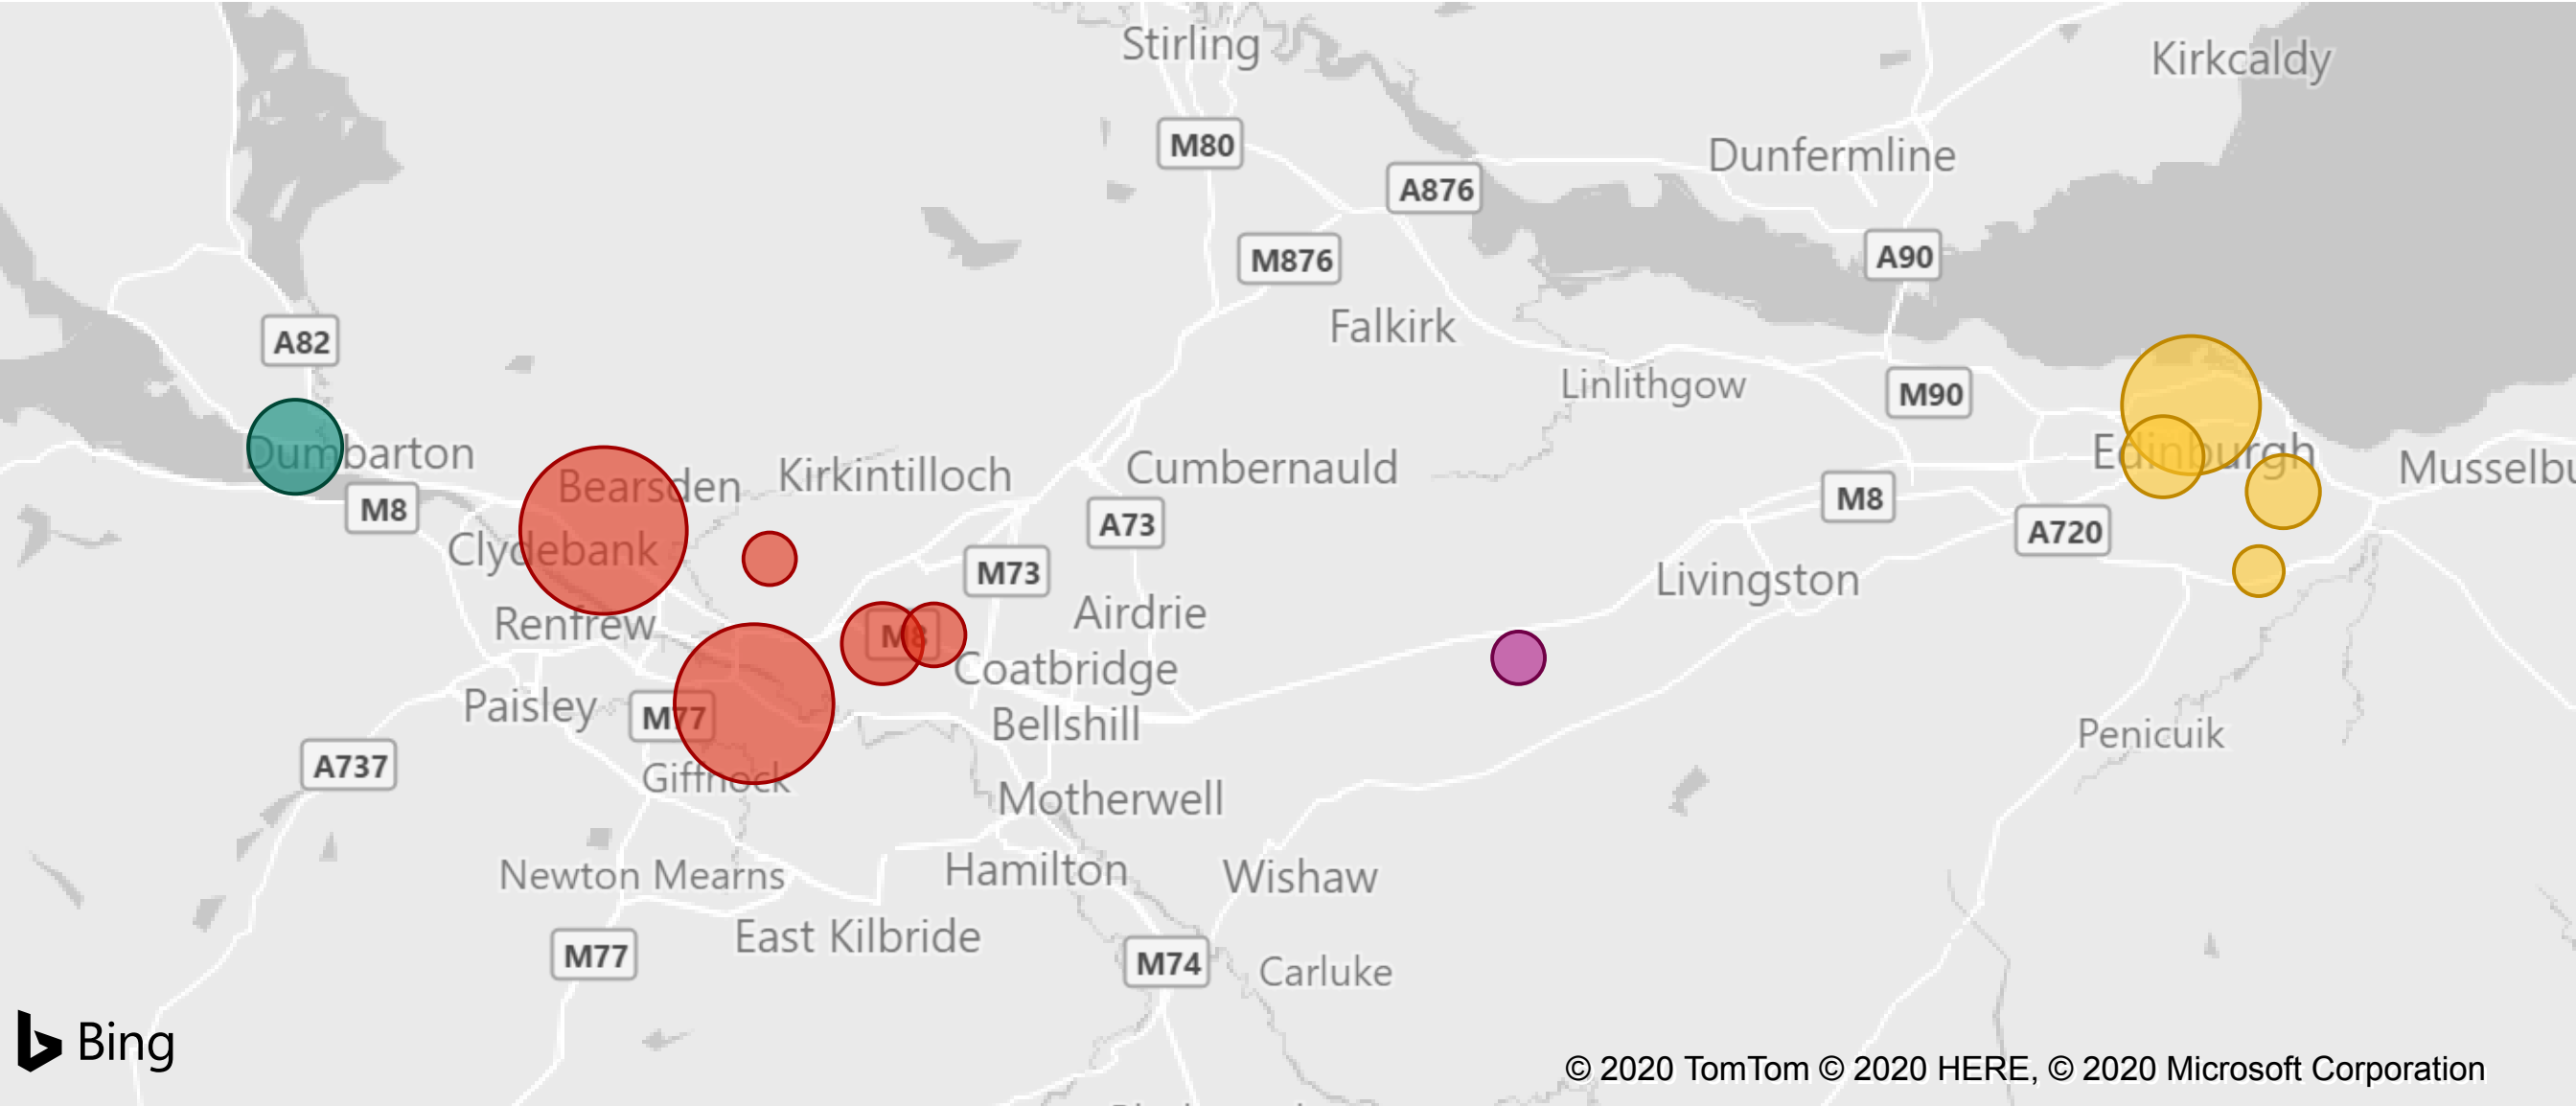 Stirling
Kirkcaldy
M80
Dunfermline
A876
M876
A90
Falkirk
A82
Linlithgow
M90
Dumbarton
Bearsden
Kirkintilloch
Cumbernauld
Edinburgh
Musselbu
M8
M8
A73
A720
Clydebank
M73
Livingston
Renfrew
M8
Airdrie
Coatbridge
Paisley
M77
Bellshill
Penicuik
A737
Giffnock
Motherwell
Newton Mearns
Hamilton
Wishaw
East Kilbride
M77
M74
Carluke
Bing
© 2020 TomTom © 2020 HERE, © 2020 Microsoft Corporation